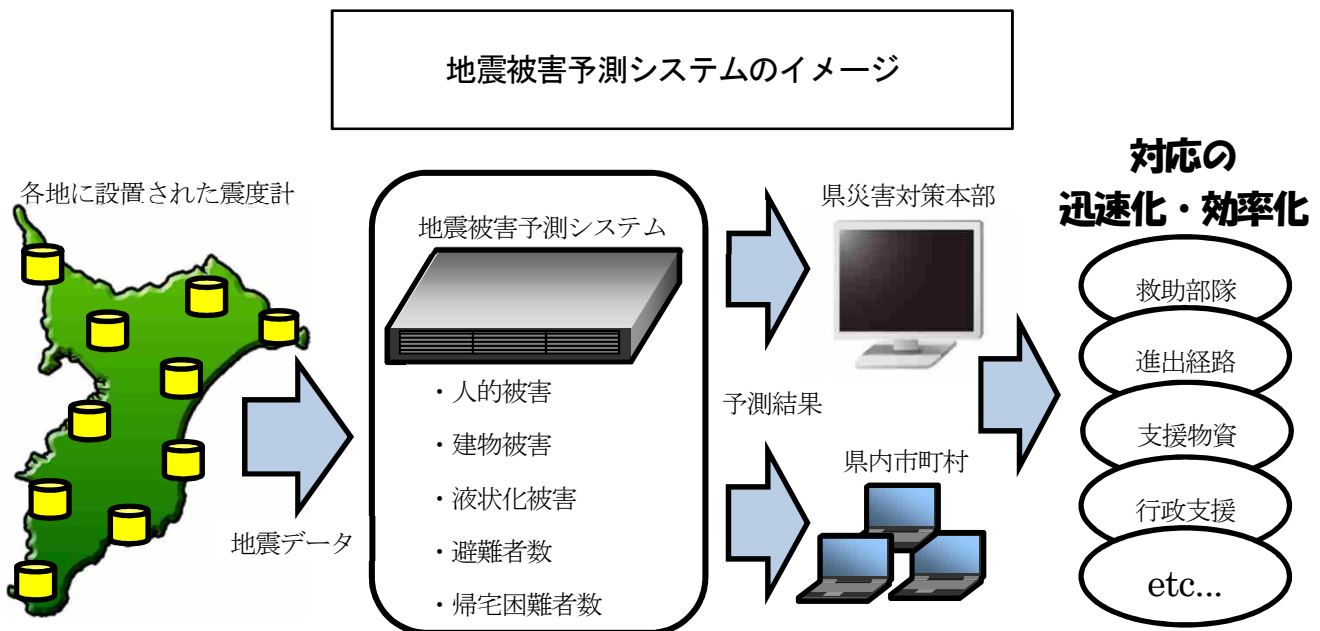 地震被害予測システムのイメージ
各地に設置された震度計
地震データ
地震被害予測システム
・人的被害
・建物被害
・液状化被害
・避難者数
・帰宅困難者数
予測結果
県災害対策本部
県内市町村
対応の
迅速化・効率化
救助部隊
進出経路
支援物資
行政支援
etc...